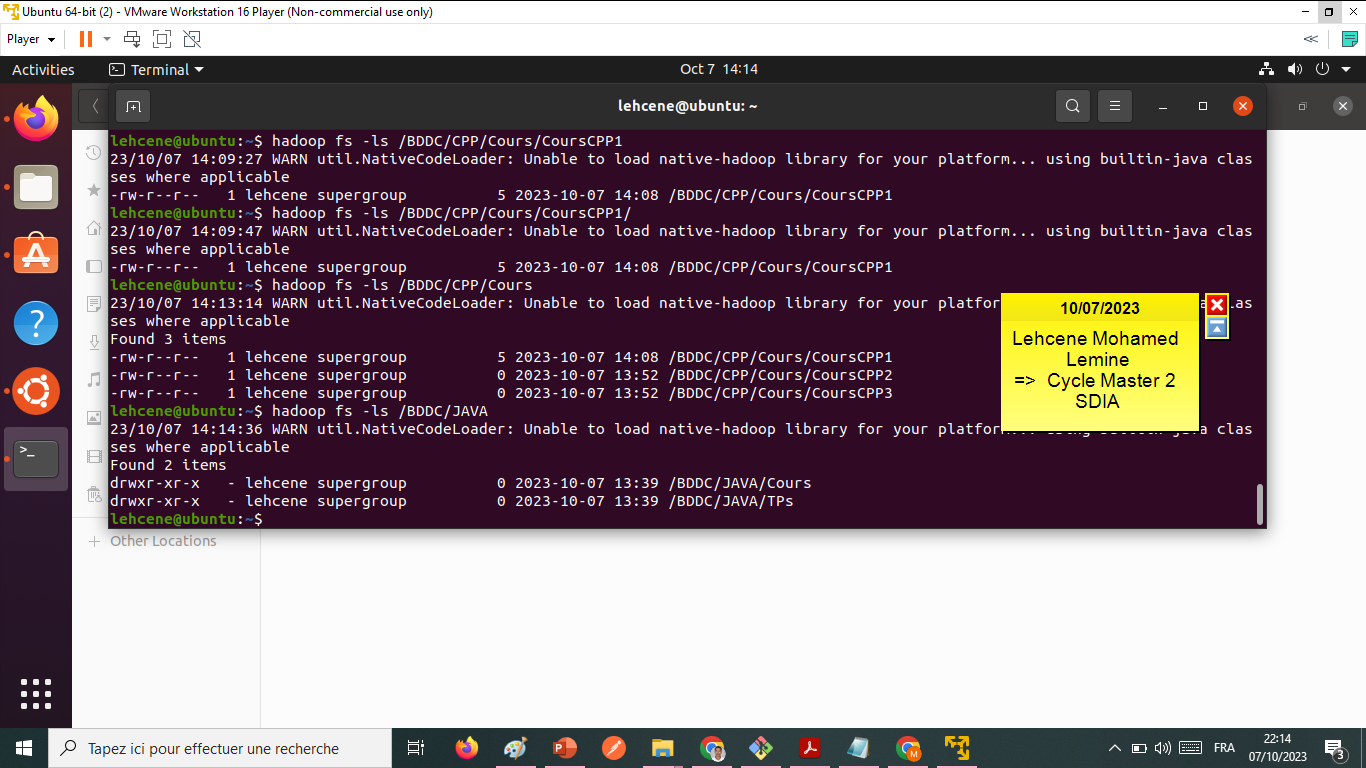 Ubuntu 64-bit (2) - VMware Workstation 16 Player (Non-commercial use only)
Player
Activities
Terminal
Oct 7 14:14
lehcene@ubuntu: ~
lehcene@ubuntu:~$ hadoop fs -ls /BDDC/CPP/Cours/CoursCPP1
23/10/07 14:09:27 WARN util.NativeCodeLoader: Unable to load native-hadoop library for your platform... using builtin-java clas
ses where applicable
-rw-r--r-- 1 lehcene supergroup 5 2023-10-07 14:08 /BDDC/CPP/Cours/CoursCPP1
lehcene@ubuntu:~$ hadoop fs -ls /BDDC/CPP/Cours/CoursCPP1/
23/10/07 14:09:47 WARN util.NativeCodeLoader: Unable to load native-hadoop library for your platform... using builtin-java clas
ses where applicable
-rw-r--r-- 1 lehcene supergroup 5 2023-10-07 14:08 /BDDC/CPP/Cours/CoursCPP1
lehcene@ubuntu:~$ hadoop fs -ls /BDDC/CPP/Cours
23/10/07 14:13:14 WARN util.NativeCodeLoader: Unable to load native-hadoop library for your platfor
las
ses where applicable
Found 3 items
-rw-r--r-- 1 lehcene supergroup 5 2023-10-07 14:08 /BDDC/CPP/Cours/CoursCPP1
-rw-r--r-- 1 lehcene supergroup 0 2023-10-07 13:52 /BDDC/CPP/Cours/CoursCPP2
-rw-r--r-- 1 lehcene supergroup 0 2023-10-07 13:52 /BDDC/CPP/Cours/CoursCPP3
lehcene@ubuntu:~$ hadoop fs -ls /BDDC/JAVA
23/10/07 14:14:36 WARN util.NativeCodeLoader: Unable to load native-hadoop library for your platform... using builtin-java clas
ses where applicable
Found 2 items
drwxr-xr-x - lehcene supergroup 0 2023-10-07 13:39 /BDDC/JAVA/Cours
drwxr-xr-x - lehcene supergroup 0 2023-10-07 13:39 /BDDC/JAVA/TPs
lehcene@ubuntu:~$
10/07/2023
Lehcene Mohamed
Lemine
=> Cycle Master 2
SDIA
Other Locations
Tapez ici pour effectuer une recherche
FRA
22:14
07/10/2023
3